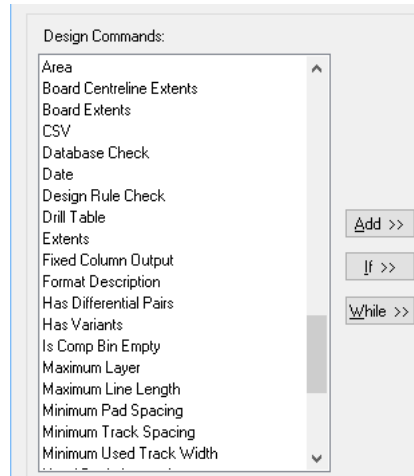 Design Commands:
Area
Board Centreline Extents
Board Extents
CSV
Database Check
Date
Design Rule Check
Drill Table
Extents
Fixed Column Output
Format Description
Has Differential Pairs
Has Variants
Is Comp Bin Empty
Maximum Layer
Maximum Line Length
Minimum Pad Spacing
Minimum Track Spacing
Minimum Used Track Width
Add >>
If >>
While >>